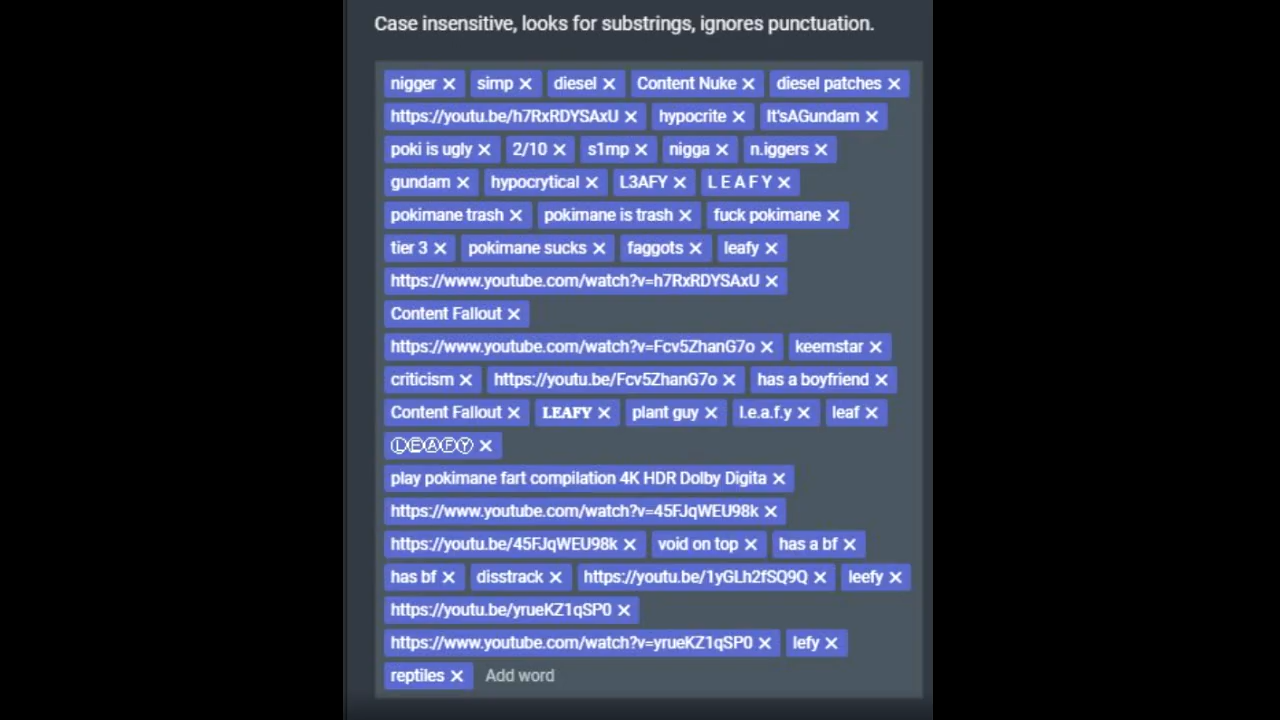 Case insensitive, looks for substrings, ignores punctuation.
nigger × simp × diesel × Content Nuke × diesel patches ×
https://youtu.be/h7RxRDYSAxU × hypocrite × It'sAGundam ×
poki is ugly × 2/10 × s1mp × nigga × n.iggers ×
gundam × hypocrytical × L3AFY × L E A F Y ×
pokimane trash × pokimane is trash × fuck pokimane ×
tier 3 × pokimane sucks × faggots × leafy ×
https://www.youtube.com/watch?v=h7RxRDYSAxU ×
Content Fallout ×
https://www.youtube.com/watch?v=Fcv5ZhanG7o × keemstar ×
criticism × https://youtu.be/Fcv5ZhanG7o × has a boyfriend ×
Content Fallout × 𝐋𝐄𝐀𝐅𝐘 × plant guy × l.e.a.f.y × leaf ×
ⓁⒺⒶⒻⓎ ×
play pokimane fart compilation 4K HDR Dolby Digita ×
https://www.youtube.com/watch?v=45FJqWEU98k ×
https://youtu.be/45FJqWEU98k × void on top × has a bf ×
has bf × disstrack × https://youtu.be/1yGLh2fSQ9Q × leefy ×
https://youtu.be/yrueKZ1qSP0 ×
https://www.youtube.com/watch?v=yrueKZ1qSP0 × lefy ×
reptiles × Add word